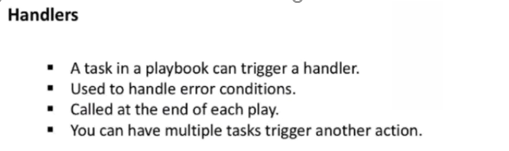 Handlers
▪ A task in a playbook can trigger a handler.
▪ Used to handle error conditions.
▪ Called at the end of each play.
▪ You can have multiple tasks trigger another action.